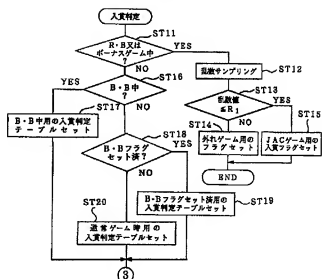 入賞判定
ST11
R・B又は
ボーナスゲーム中
?
YES
NO
ST12
乱数サンプリング
ST16
B・B中
?
YES
NO
ST13
乱数値
≦R1
YES
NO
ST17
B・B中用の入賞判定
テーブルセット
ST14
外れゲームの
フラグセット
ST15
JACゲーム用の
入賞フラグセット
END
ST18
B・Bフラグ
セット済?
YES
NO
ST19
B・Bフラグセット済用の
入賞判定テーブルセット
ST20
通常ゲーム時用の
入賞判定テーブルセット
S